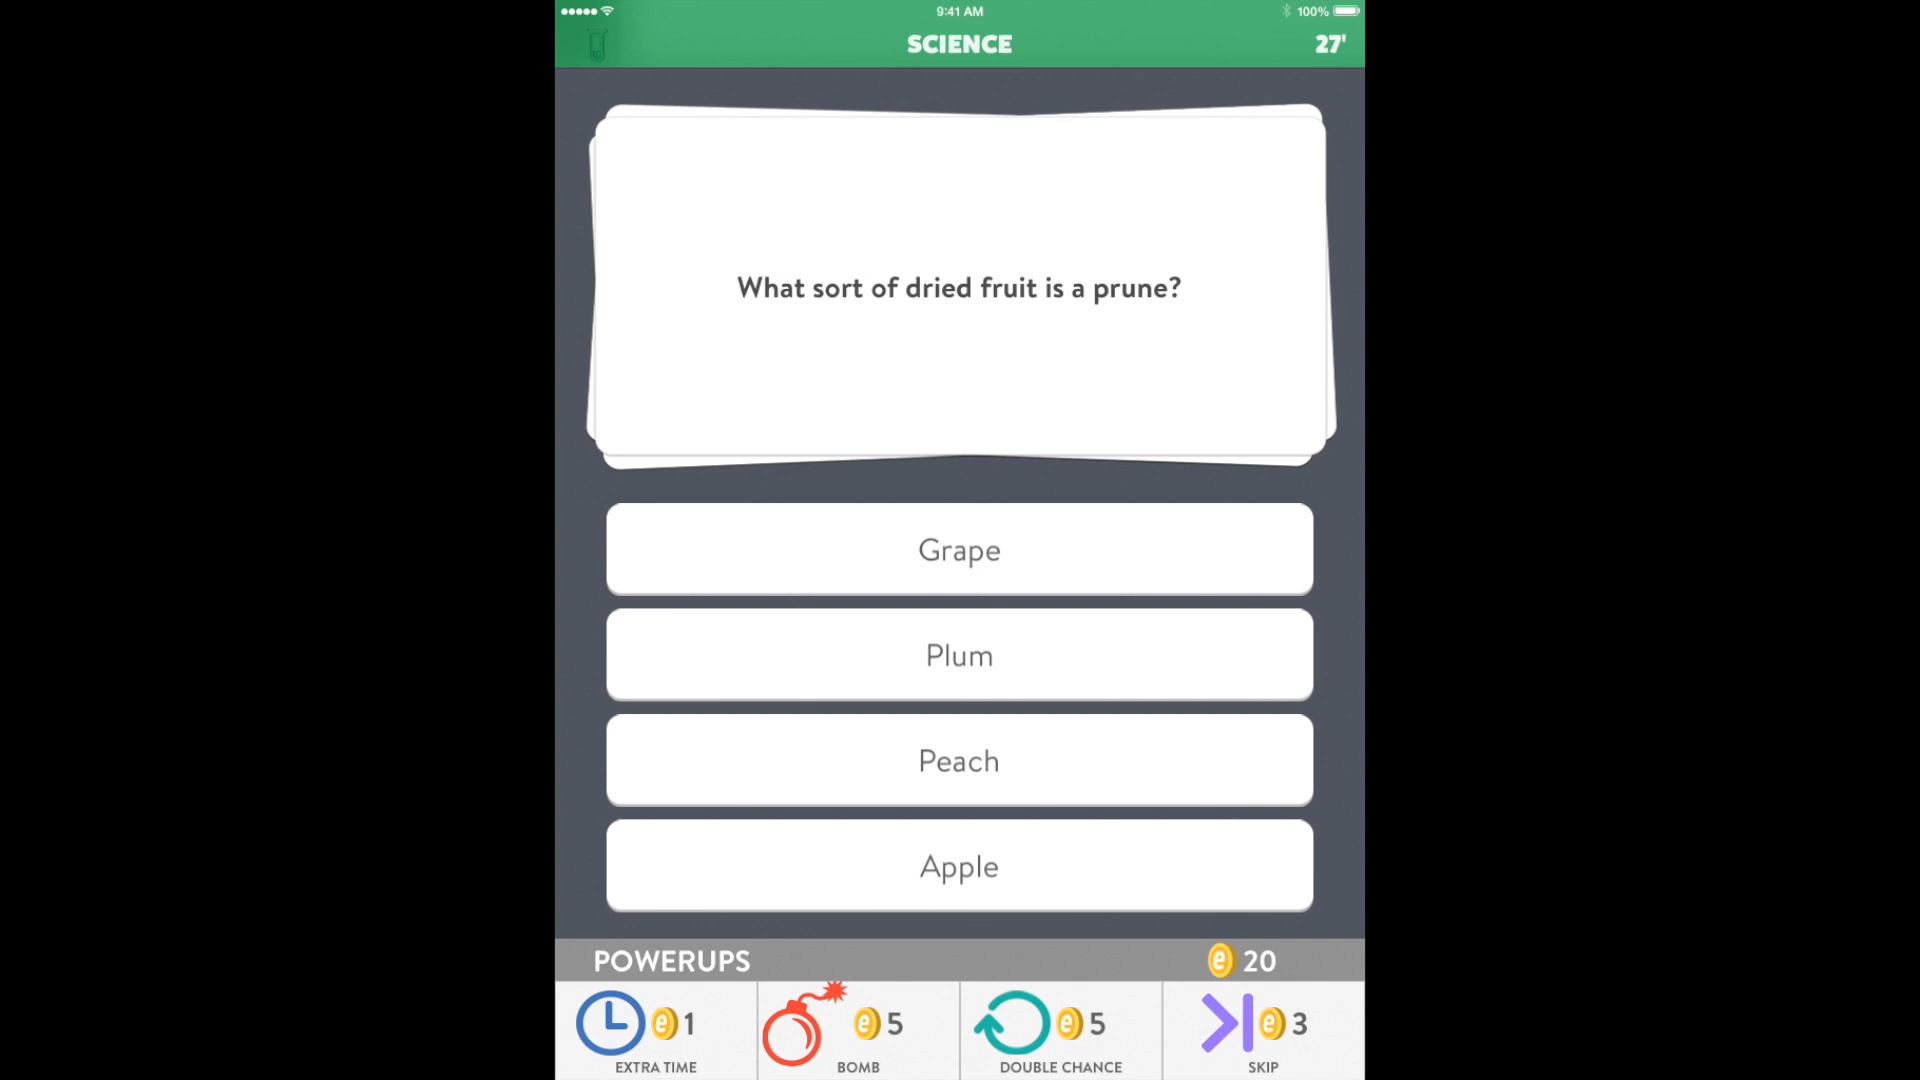 9:41 AM
100%
SCIENCE
27'
What sort of dried fruit is a prune?
Grape
Plum
Peach
Apple
POWERUPS
e 20
e 1
e 5
e 5
e 3
EXTRA TIME
BOMB
DOUBLE CHANCE
SKIP